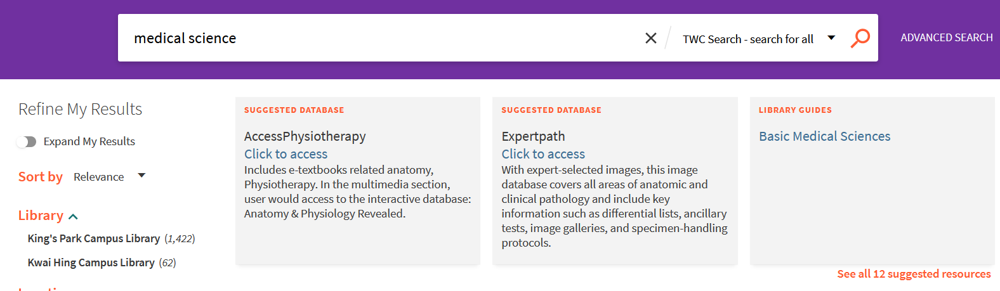 medical science
TWC Search - search for all
ADVANCED SEARCH
Refine My Results
Expand My Results
Sort by Relevance
Library
King's Park Campus Library (1,422)
Kwai Hing Campus Library (62)
SUGGESTED DATABASE
AccessPhysiotherapy
Click to access
Includes e-textbooks related anatomy,
Physiotherapy. In the multimedia section,
user would access to the interactive database:
Anatomy & Physiology Revealed.
SUGGESTED DATABASE
Expertpath
Click to access
With expert-selected images, this image
database covers all areas of anatomic and
clinical pathology and include key
information such as differential lists, ancillary
tests, image galleries, and specimen-handling
protocols.
LIBRARY GUIDES
Basic Medical Sciences
See all 12 suggested resources